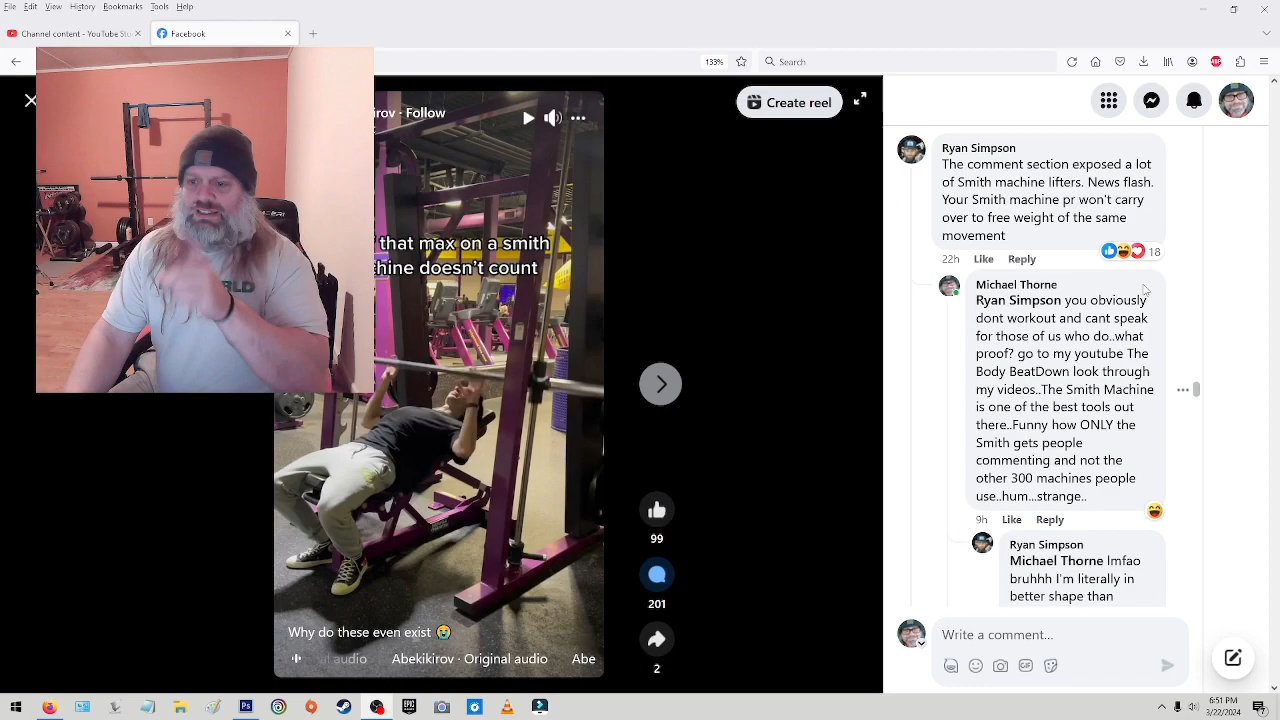 File Edit View History Bookmarks Tools Help
Channel content - YouTube Stu
Facebook
133%
Search
irov · Follow
Create reel
that max on a smith
hine doesn't count
Why do these even exist 😭
al audio Abekikirov · Original audio Abe
99
201
2
Ryan Simpson
The comment section exposed a lot
of Smith machine lifters. News flash.
Your Smith machine pr won't carry
over to free weight of the same
movement
18
22h Like Reply
Michael Thorne
Ryan Simpson you obviously
dont workout and cant speak
for those of us who do..what
proof? go to my youtube The
Body BeatDown look through
my videos..The Smith Machine
is one of the best tools out
there..Funny how ONLY the
Smith gets people
commenting and not the
other 300 machines people
use..hum...strange..
9h Like Reply
Ryan Simpson
Michael Thorne lmfao
bruhhh I'm literally in
better shape than
Write a comment...
GIF
6:51 PM
3/22/2024